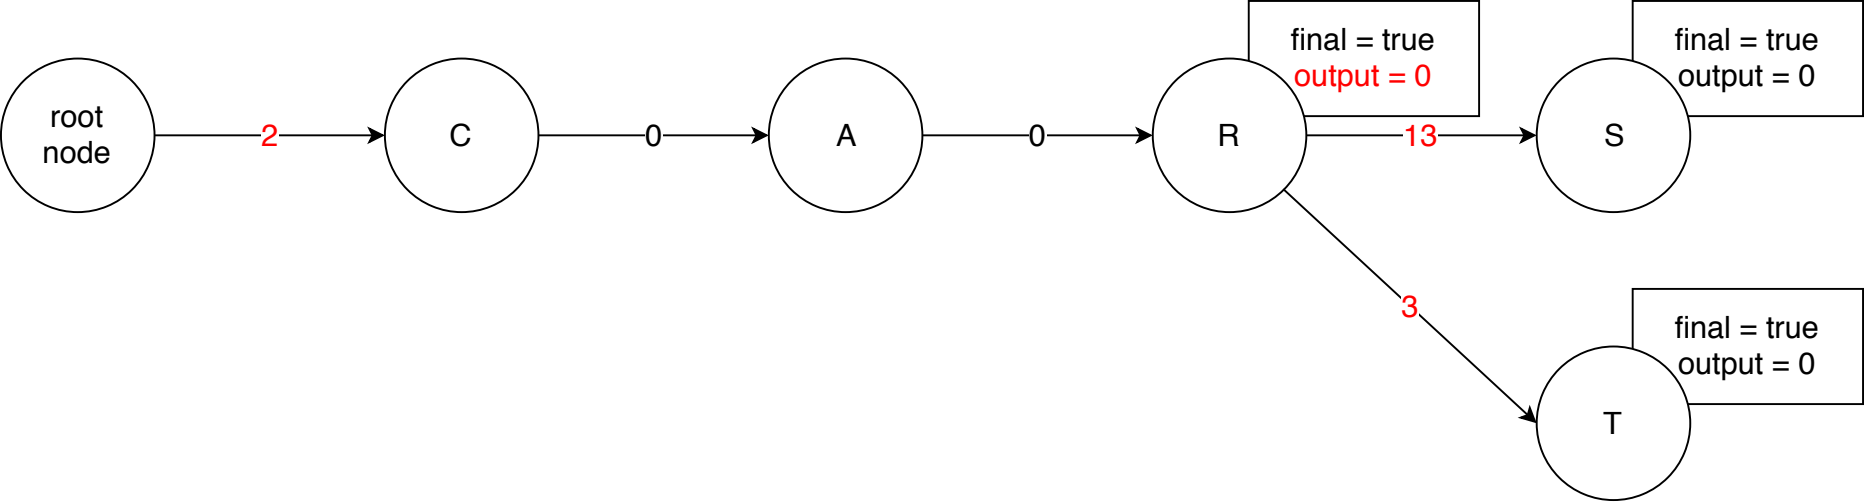 root
node
2
C
0
A
0
R
final = true
output = 0
13
S
final = true
output = 0
3
T
final = true
output = 0